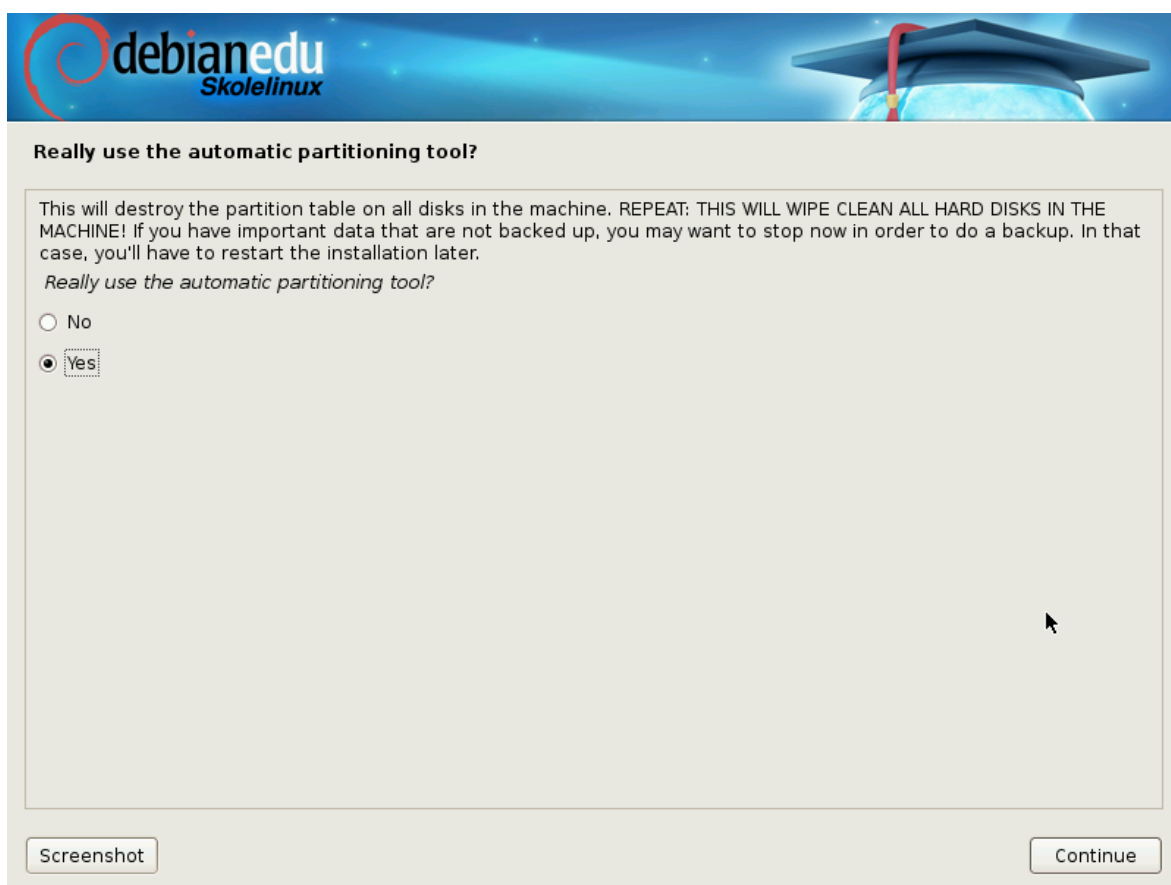 debianedu
Skolelinux
Really use the automatic partitioning tool?
This will destroy the partition table on all disks in the machine. REPEAT: THIS WILL WIPE CLEAN ALL HARD DISKS IN THE
MACHINE! If you have important data that are not backed up, you may want to stop now in order to do a backup. In that
case, you'll have to restart the installation later.
Really use the automatic partitioning tool?
No
Yes
Screenshot
Continue